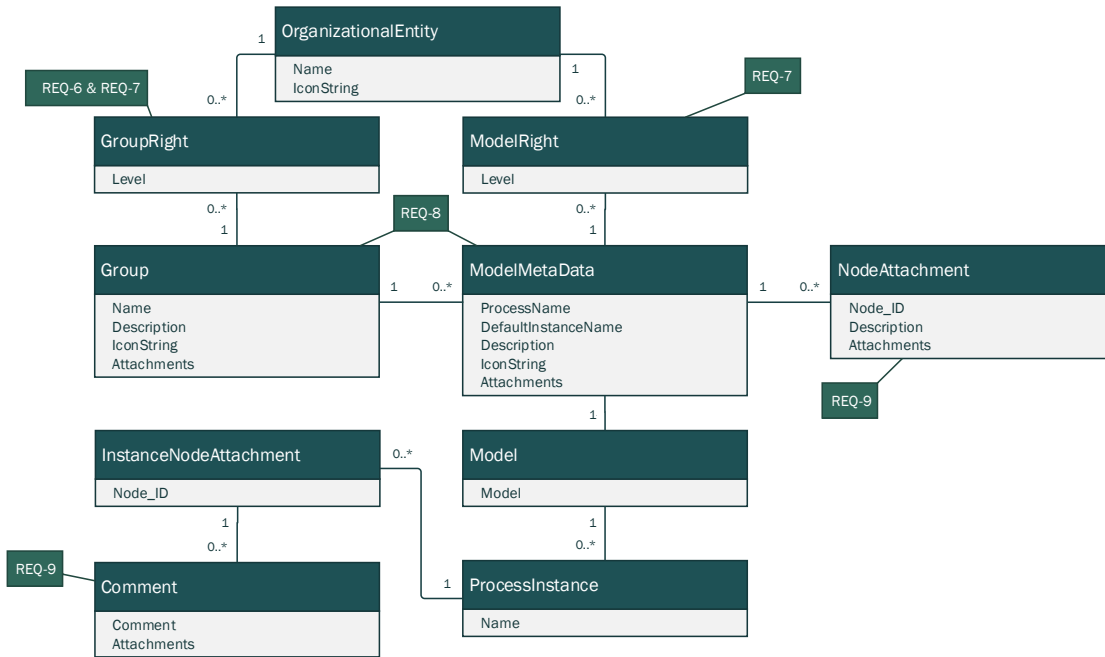 OrganizationalEntity
Name
IconString
1
1
0..*
0..*
REQ-6 & REQ-7
REQ-7
GroupRight
Level
ModelRight
Level
0..*
1
0..*
1
REQ-8
Group
Name
Description
IconString
Attachments
1
0..*
ModelMetaData
ProcessName
DefaultInstanceName
Description
IconString
Attachments
1
0..*
NodeAttachment
Node_ID
Description
Attachments
REQ-9
1
InstanceNodeAttachment
Node_ID
0..*
Model
Model
1
0..*
1
0..*
REQ-9
Comment
Comment
Attachments
1
ProcessInstance
Name